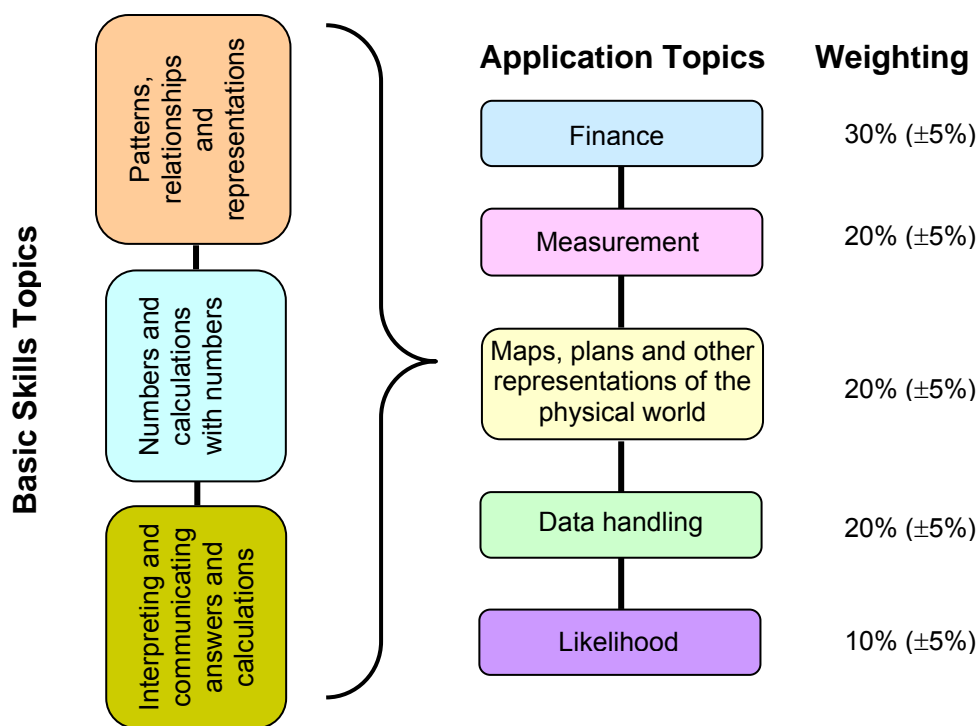 Basic Skills Topics
Patterns,
relationships
and
representations
Numbers and
calculations
with numbers
Interpreting and
communicating
answers and
calculations
Application Topics
Weighting
Finance
30% (±5%)
Measurement
20% (±5%)
Maps, plans and other
representations of the
physical world
20% (±5%)
Data handling
20% (±5%)
Likelihood
10% (±5%)